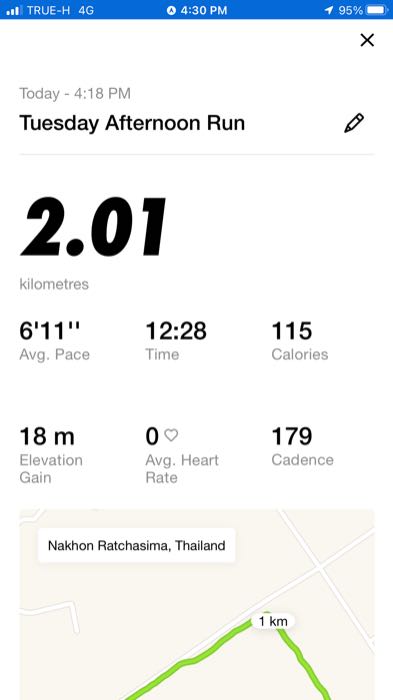 TRUE-H 4G 4:30 PM 95%
Today - 4:18 PM
Tuesday Afternoon Run
2.01
kilometres
6'11'' 12:28 115
Avg. Pace Time Calories
18 m 0 179
Elevation Gain Avg. Heart Rate Cadence
Nakhon Ratchasima, Thailand
1 km